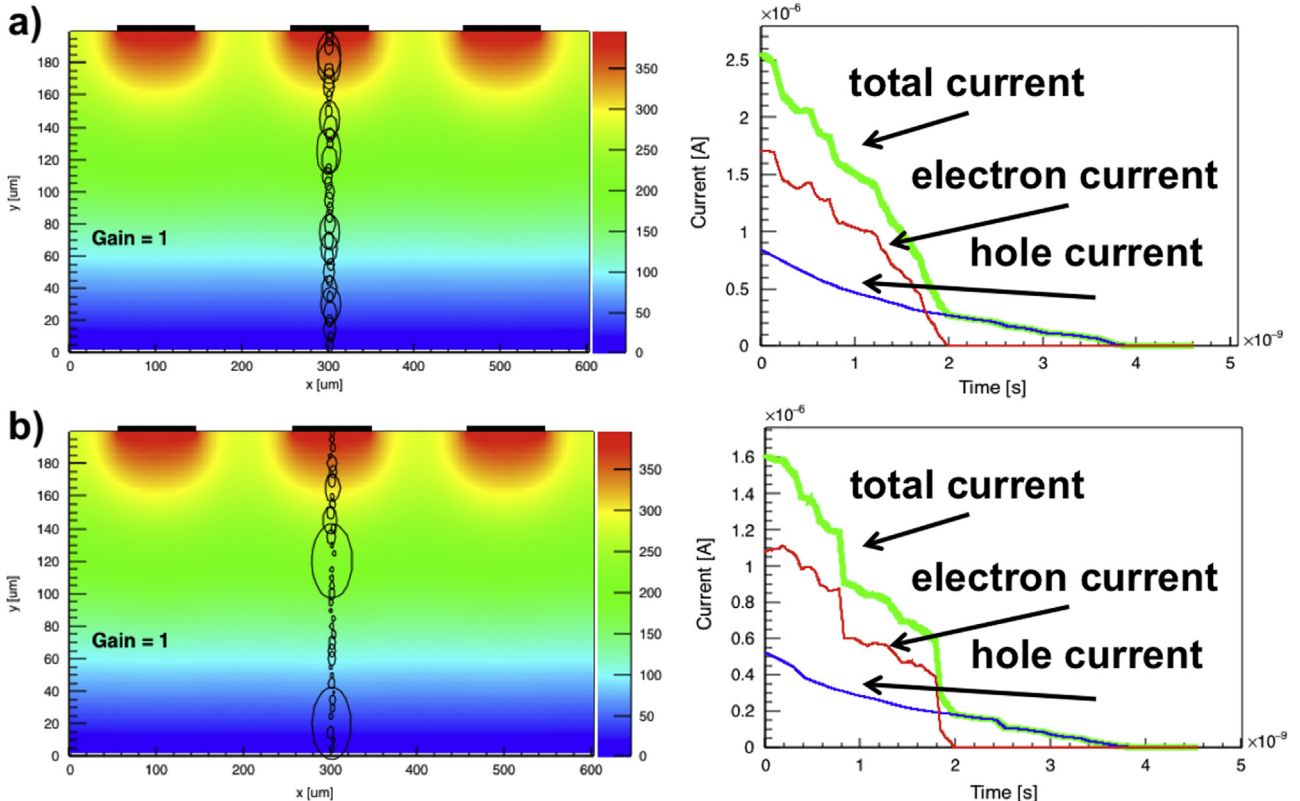 a)
180
160
140
120
100
80
60
40
20
0
y [um]
Gain = 1
0 100 200 300 400 500 600
x [um]
350
300
250
200
150
100
50
0
×10⁻⁶
2.5
2
1.5
1
0.5
0
Current [A]
total current
electron current
hole current
0 1 2 3 4 5
×10⁻⁹
Time [s]
b)
180
160
140
120
100
80
60
40
20
0
y [um]
Gain = 1
0 100 200 300 400 500 600
x [um]
350
300
250
200
150
100
50
0
×10⁻⁶
1.6
1.4
1.2
1
0.8
0.6
0.4
0.2
0
Current [A]
total current
electron current
hole current
0 1 2 3 4 5
×10⁻⁹
Time [s]